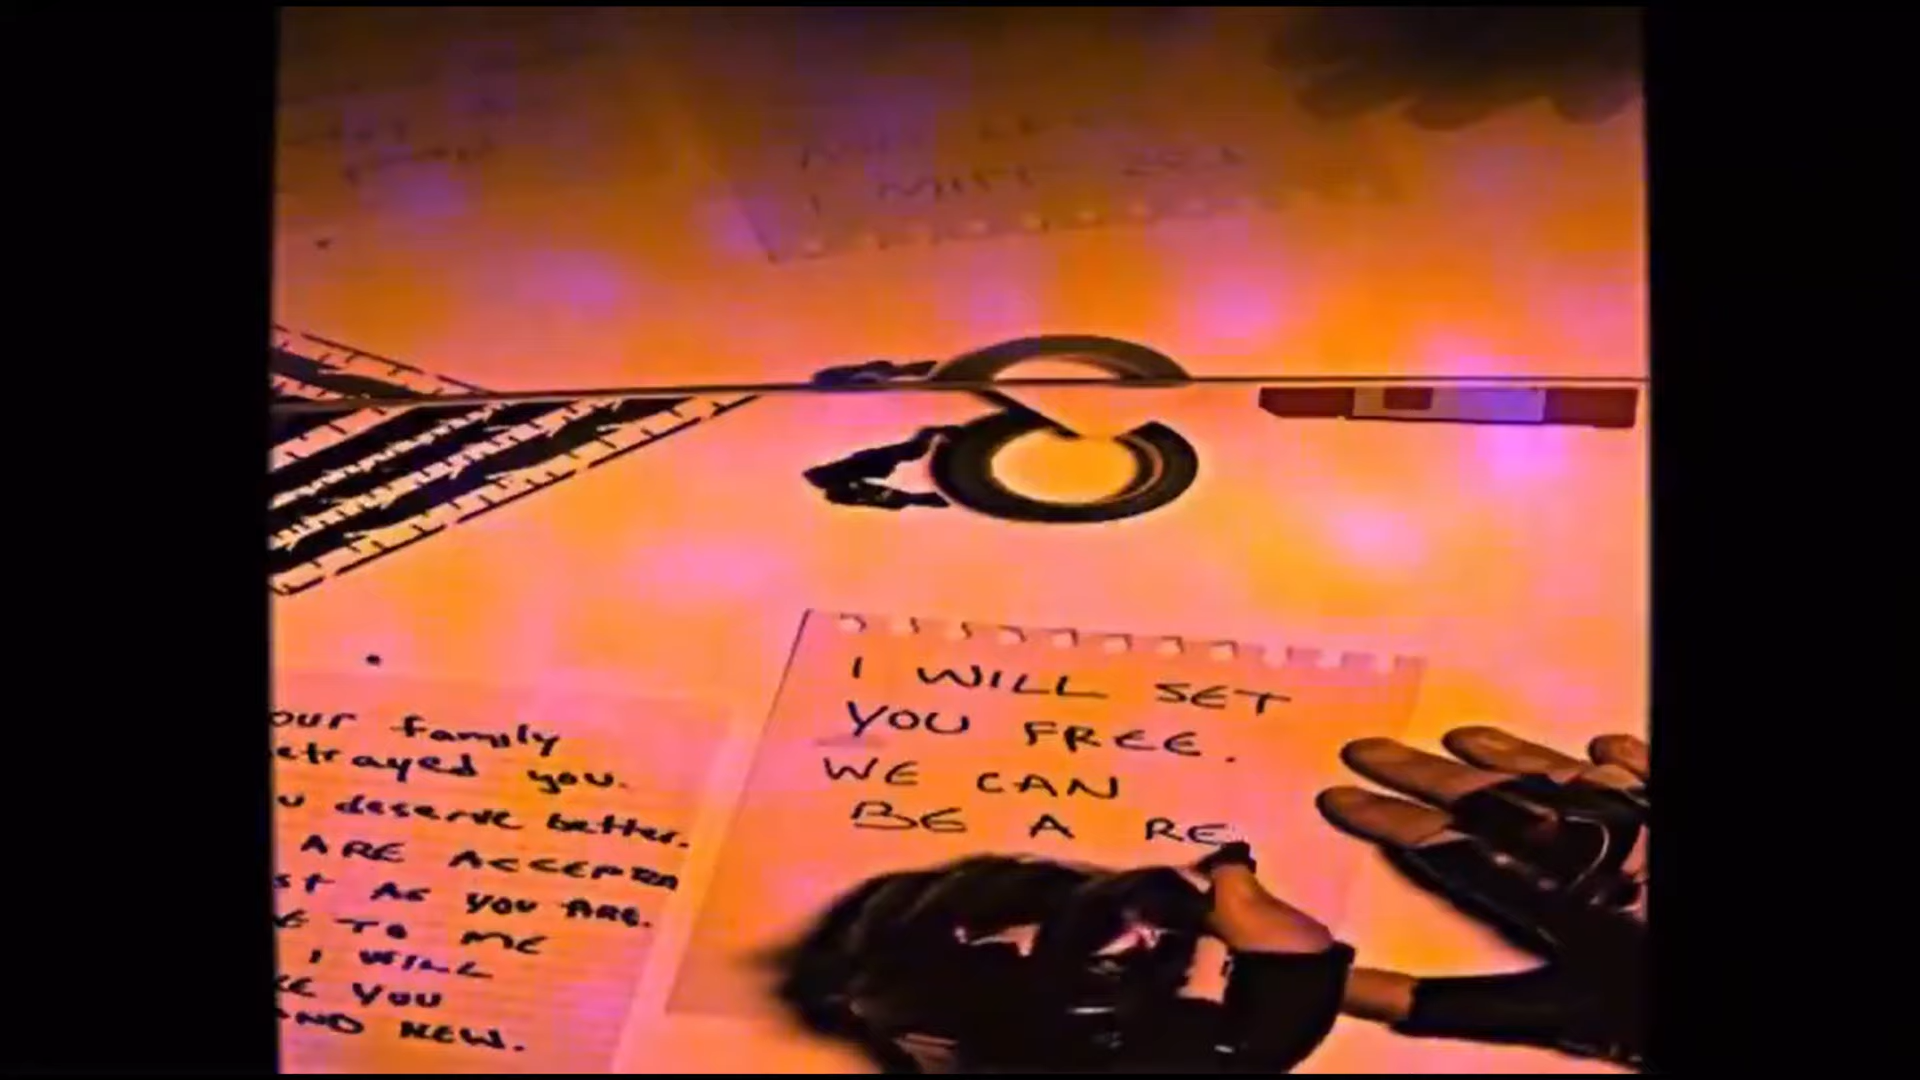 our family
etrayed you.
u deserve better.
ARE ACCEPTED
st AS YOU ARE.
E TO ME
I WILL
KE YOU
AND NEW.
I WILL SET
YOU FREE.
WE CAN
BE A RE